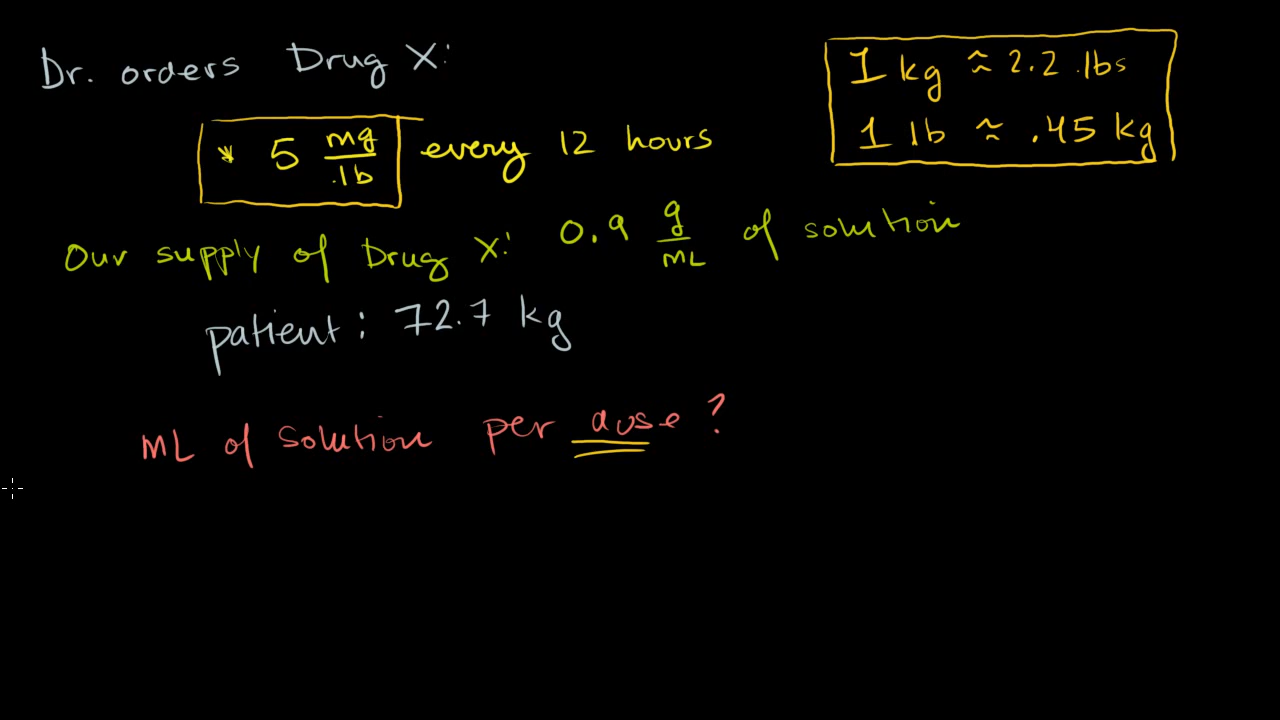 Dr. orders Drug X:
1 kg ≈ 2.2 lbs
1 lb ≈ .45 kg
* 5 mg/lb every 12 hours
Our supply of Drug X: 0.9 g/mL of solution
patient: 72.7 kg
mL of solution per dose?